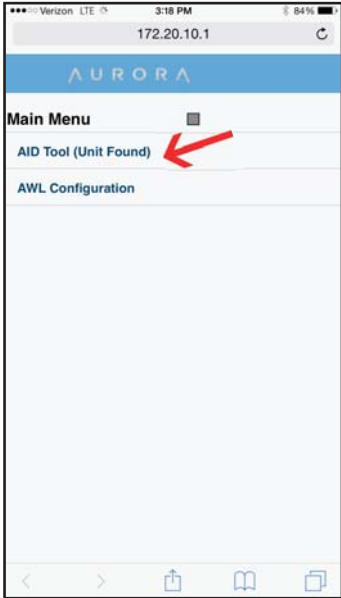 Verizon LTE 3:18 PM 84%
172.20.10.1
AURORA
Main Menu
AID Tool (Unit Found)
AWL Configuration